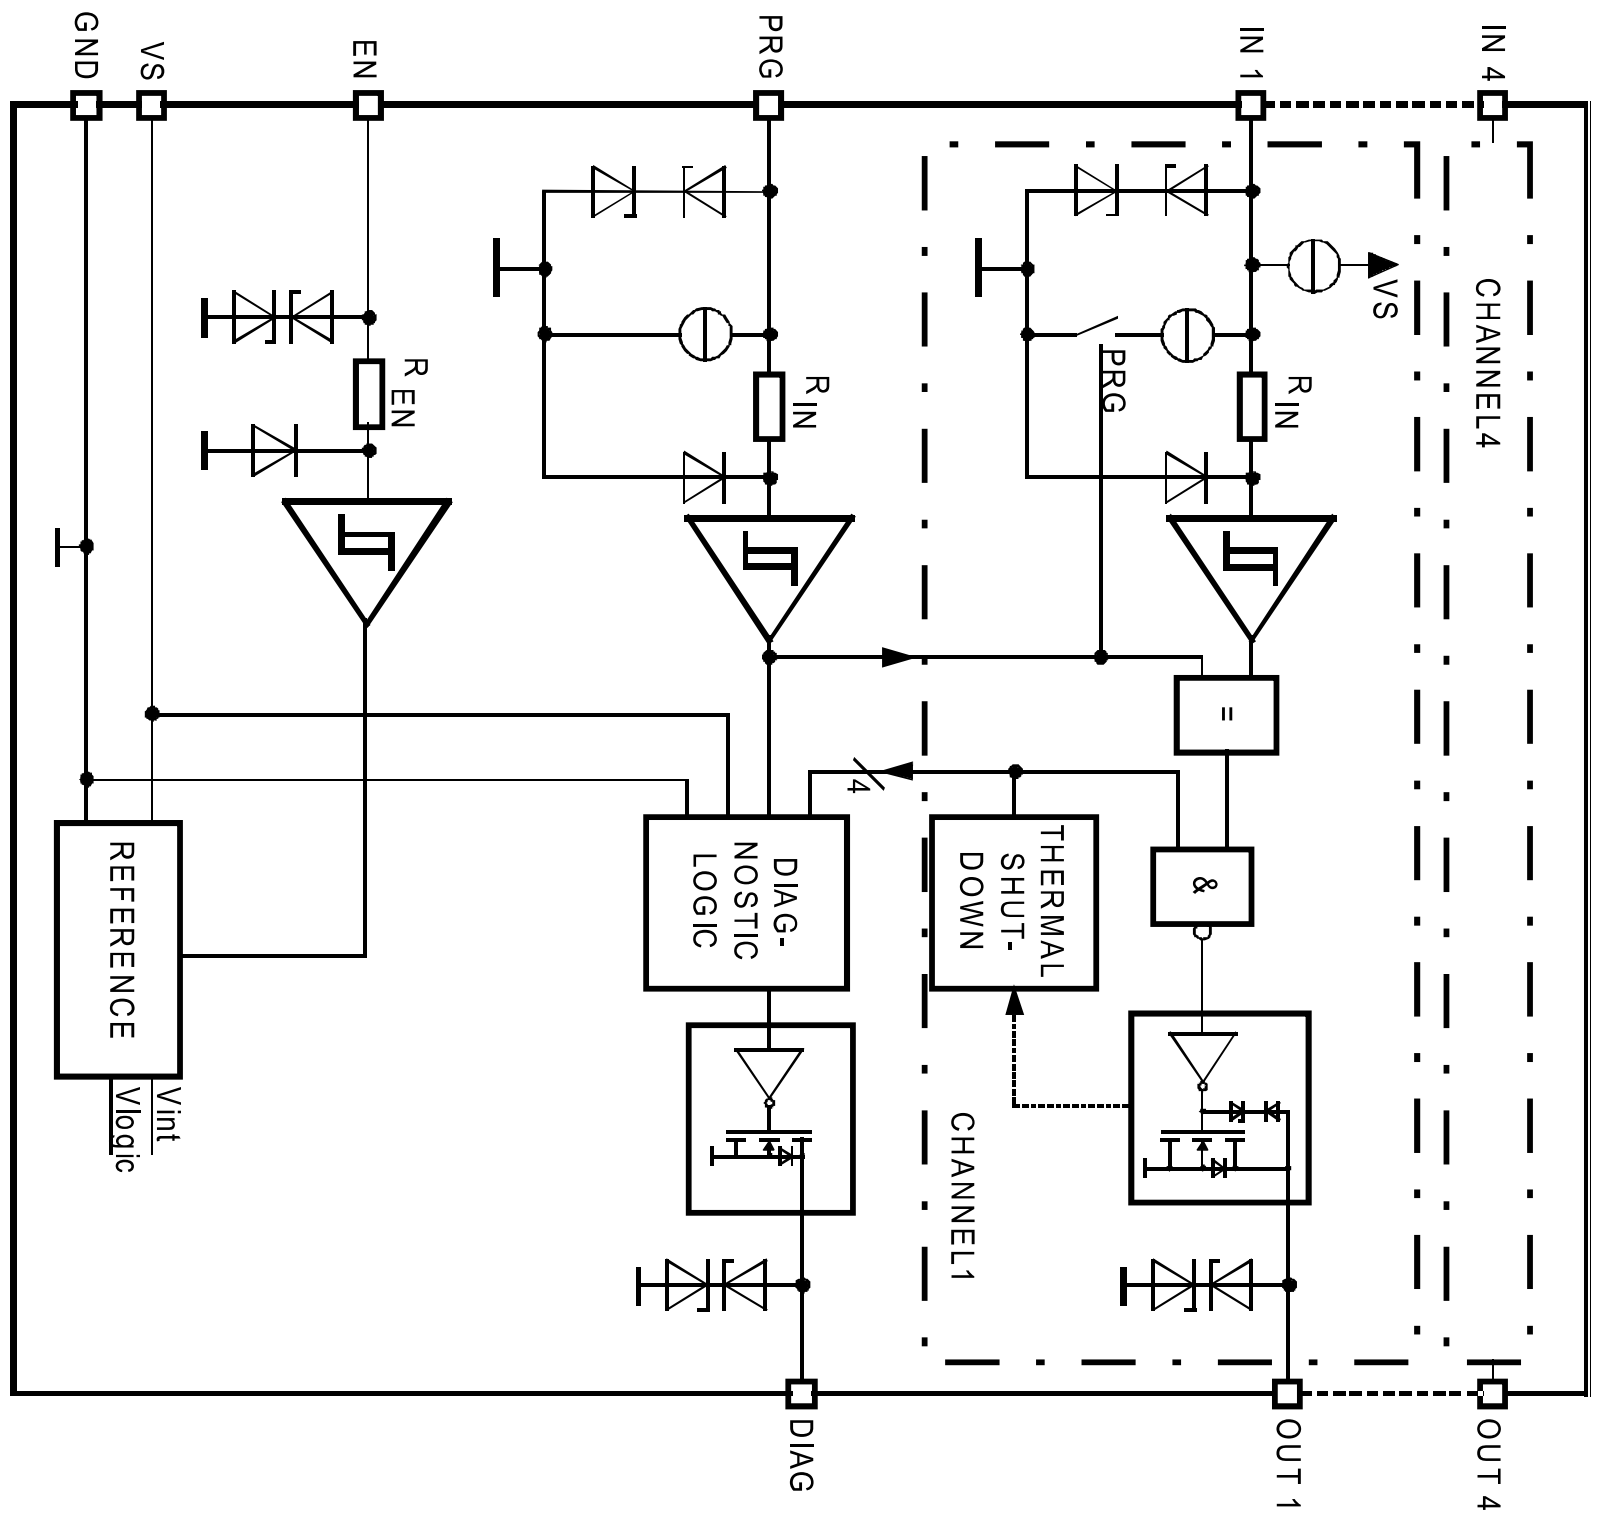 IN 4
IN 1
PRG
EN
VS
GND
CHANNEL4
VS
R
IN
PRG
R
IN
R
EN
=
&
4
THERMAL
SHUT-
DOWN
DIAG-
NOSTIC
LOGIC
REFERENCE
Vint
Vlogic
CHANNEL1
OUT 4
OUT 1
DIAG